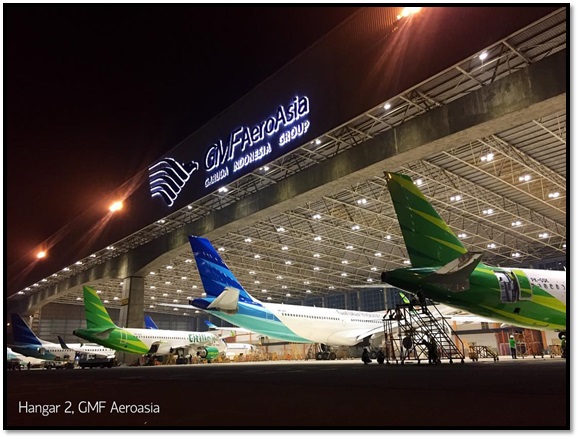 GMFAeroAsia
GARUDA INDONESIA GROUP
Citilink
Hangar 2, GMF Aeroasia